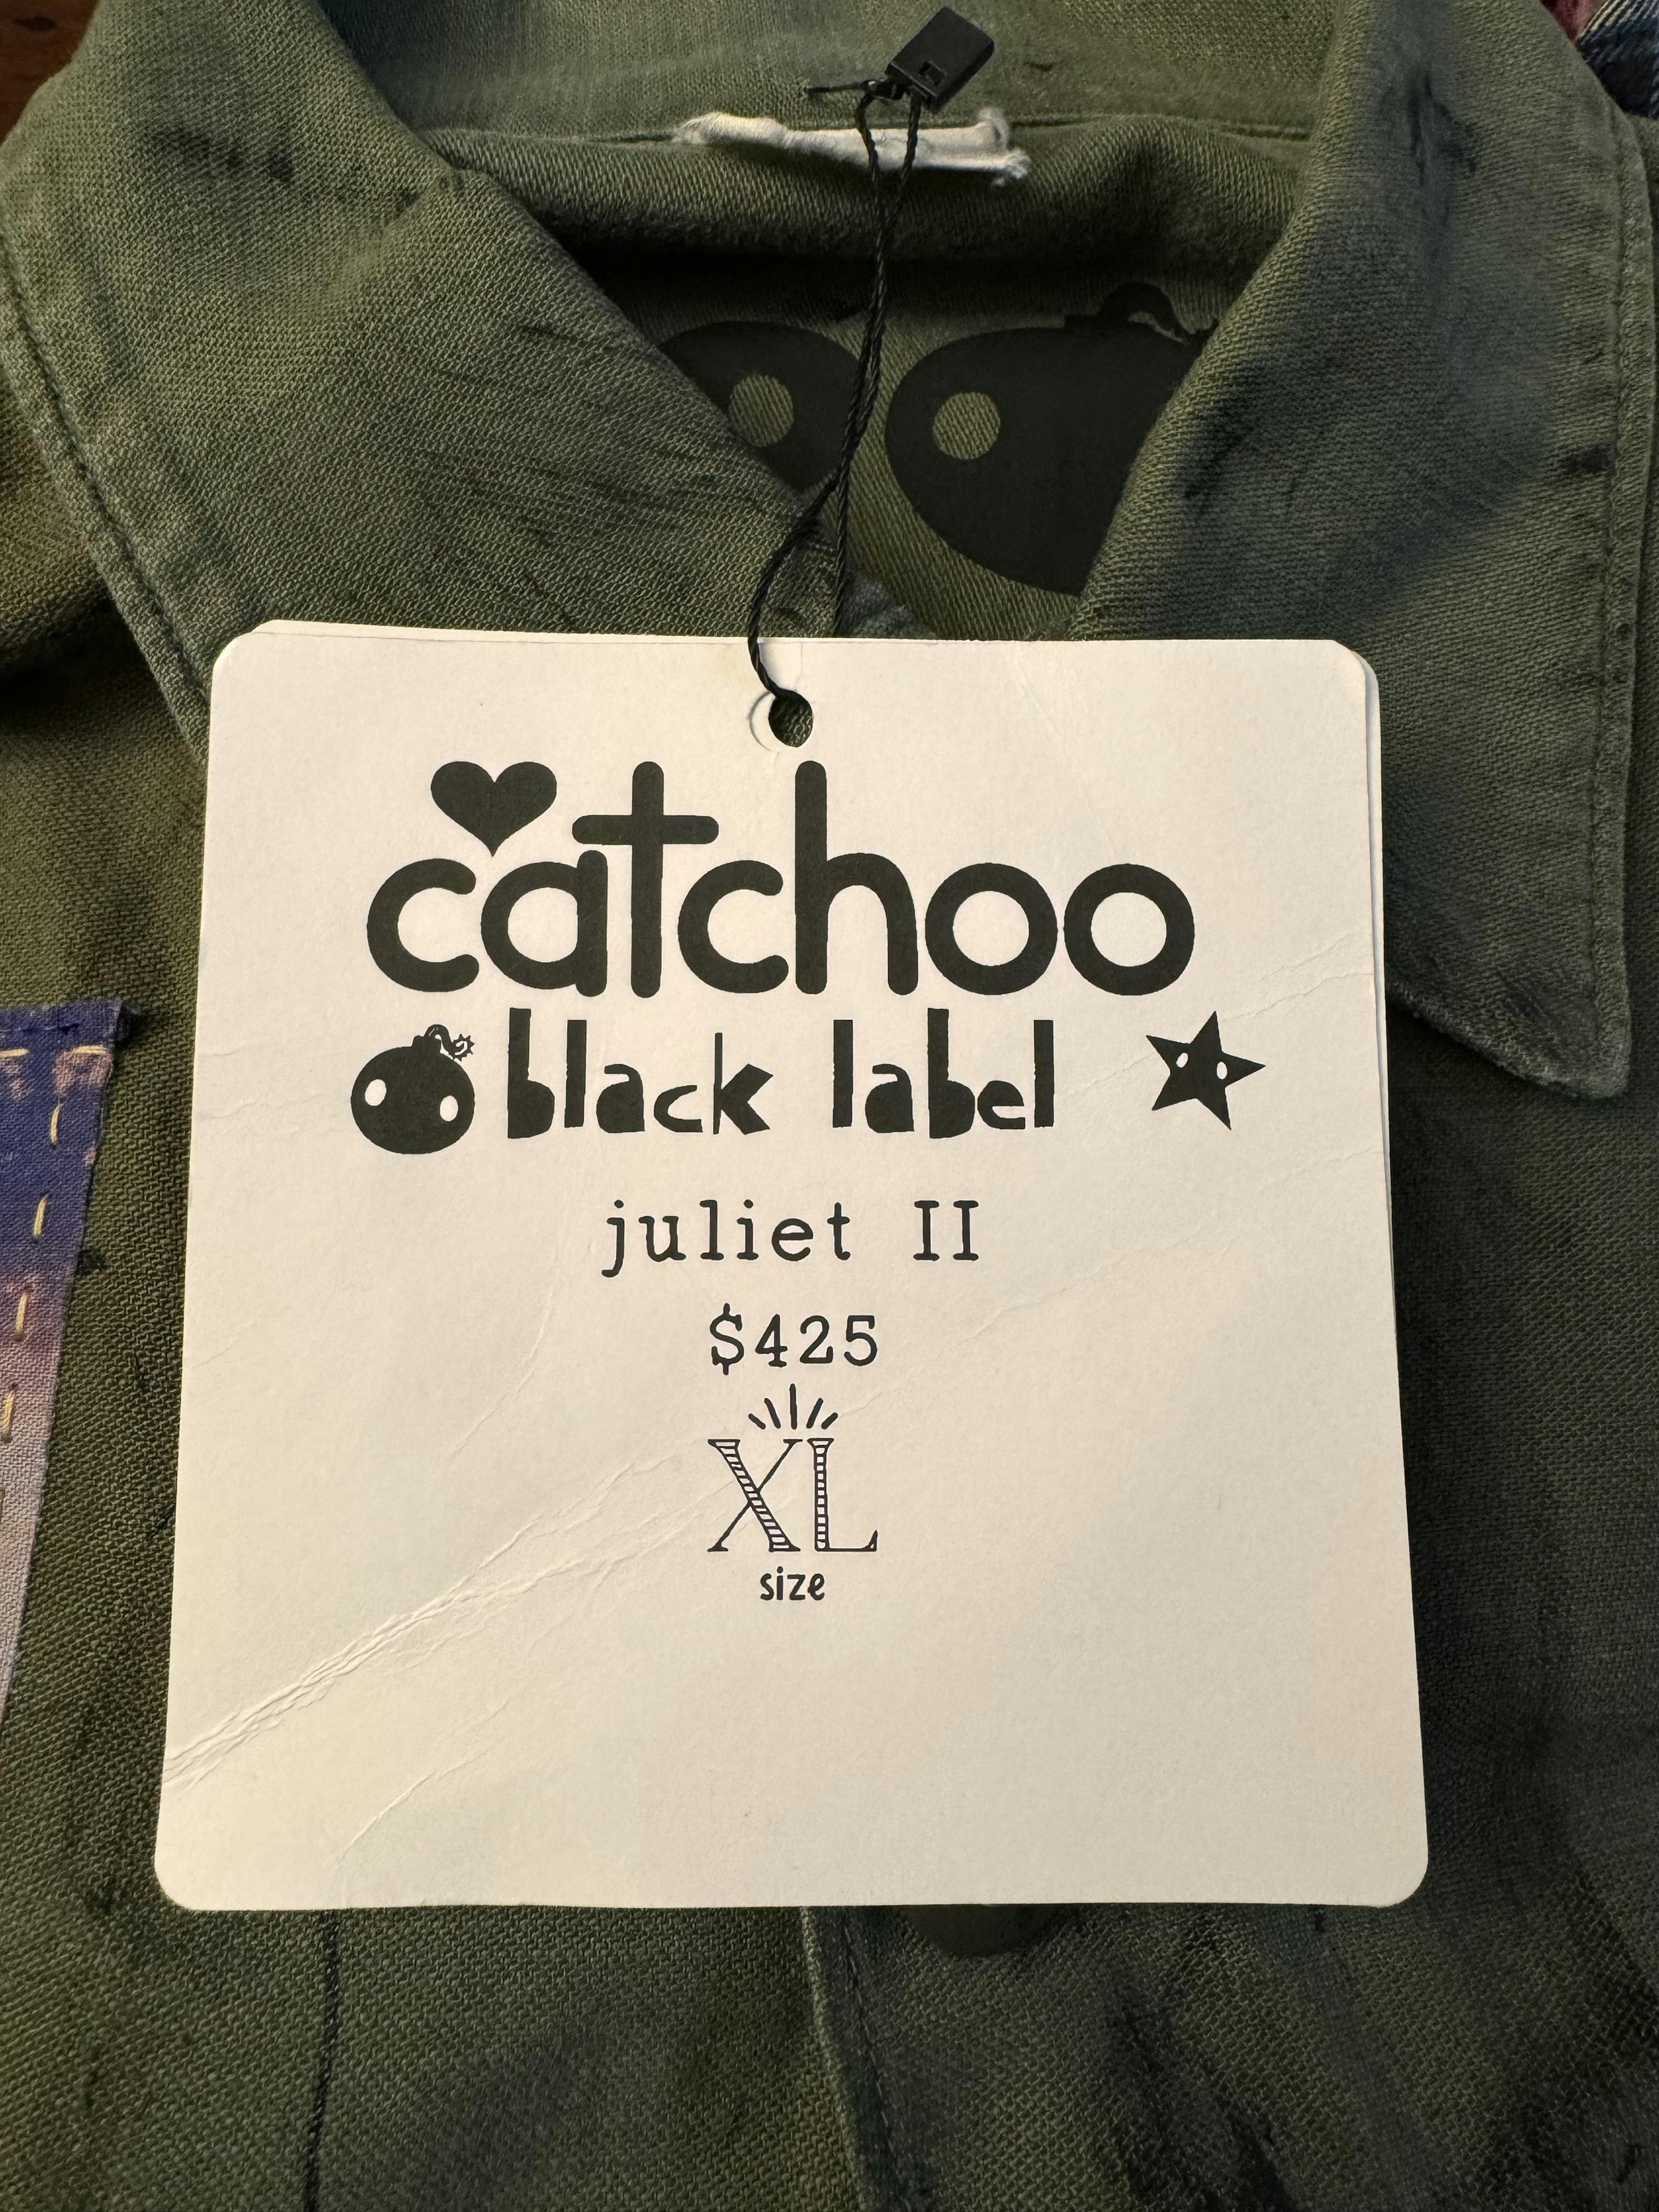 catchoo
black label
juliet II
$425
XL
size